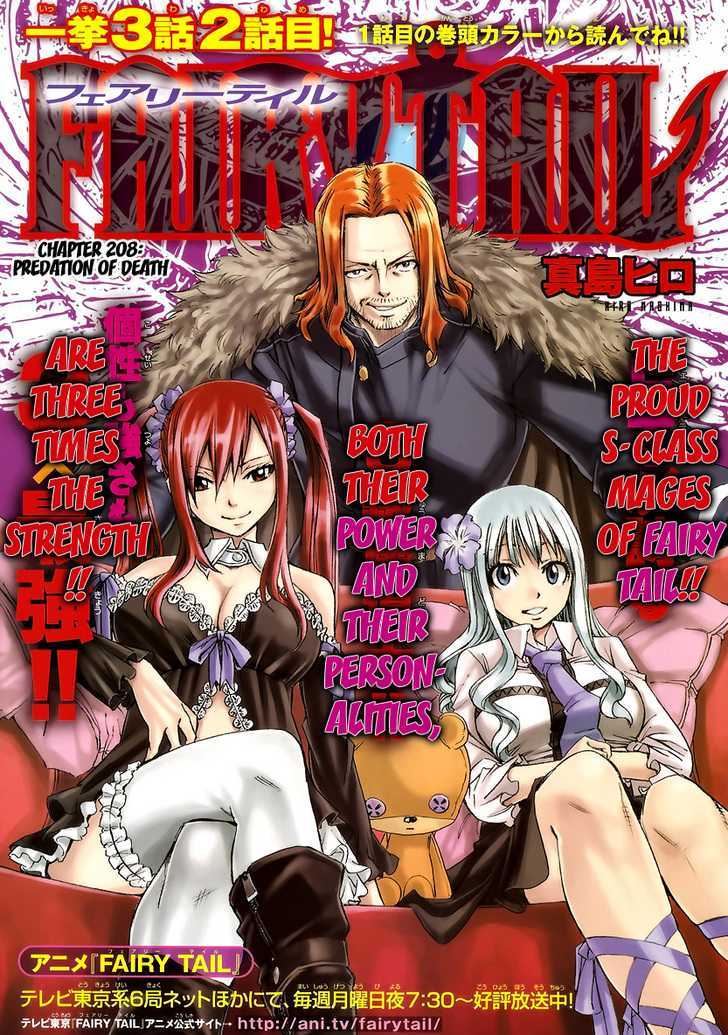 一挙3話2話目!
1話目の巻頭カラーから読んでね!!
フェアリーテイル
FAIRY TAIL
CHAPTER 208:
PREDATION OF DEATH
真島ヒロ
HIRO MASHIMA
THE
PROUD
S-CLASS
MAGES
OF FAIRY
TAIL!!
BOTH
THEIR
POWER
AND
THEIR
PERSON-
ALITIES,
ARE
THREE
TIMES
THE
STRENGTH
!!
個性
強さ
強!!
アニメ『FAIRY TAIL』
テレビ東京系6局ネットほかにて、毎週月曜日夜7:30～好評放送中!
テレビ東京『FAIRY TAIL』アニメ公式サイト→ http://ani.tv/fairytail/